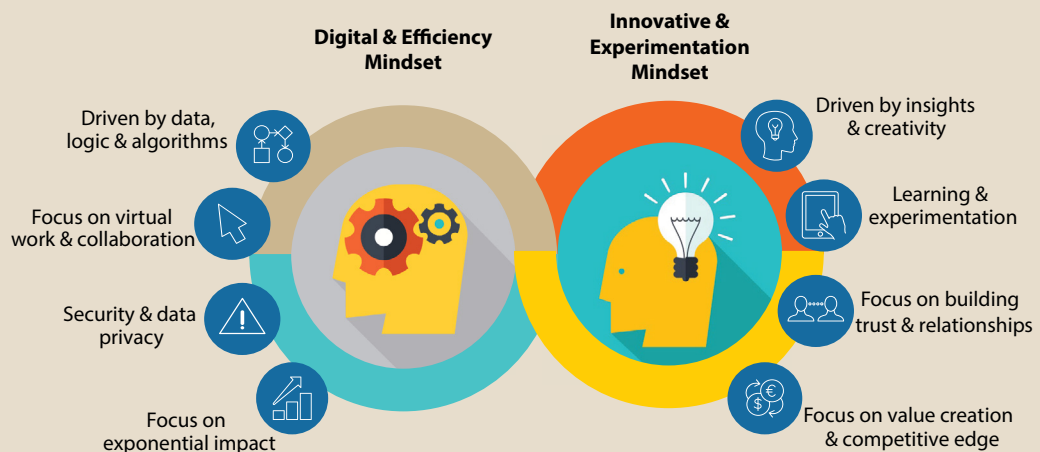 Digital & Efficiency
Mindset
Innovative &
Experimentation
Mindset
Driven by data,
logic & algorithms
Focus on virtual
work & collaboration
Security & data
privacy
Focus on
exponential impact
Driven by insights
& creativity
Learning &
experimentation
Focus on building
trust & relationships
Focus on value creation
& competitive edge